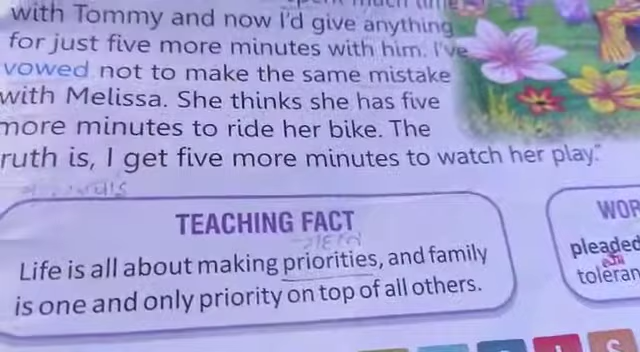 with Tommy and now I'd give anything
for just five more minutes with him. I've
vowed not to make the same mistake
with Melissa. She thinks she has five
more minutes to ride her bike. The
ruth is, I get five more minutes to watch her play."
TEACHING FACT
Life is all about making priorities, and family
is one and only priority on top of all others.
WOR
pleaded
toleran